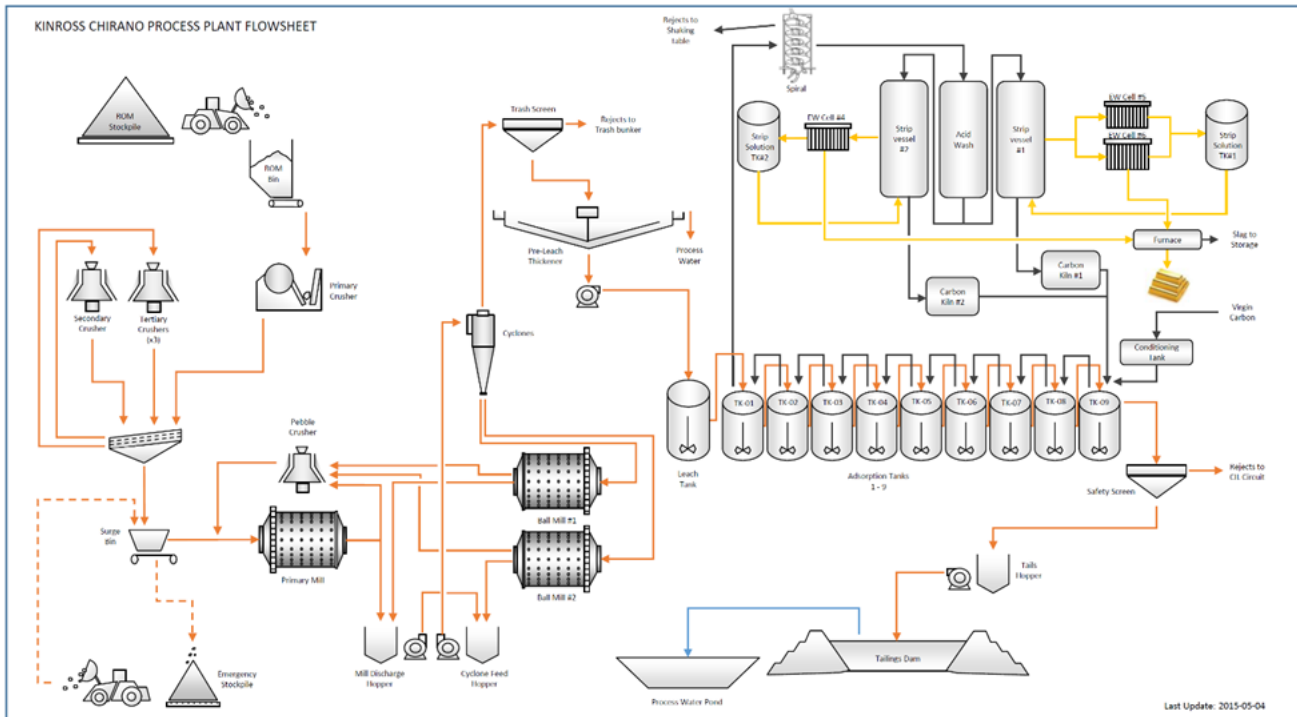 KINROSS CHIRANO PROCESS PLANT FLOWSHEET
ROM
Stockpile
ROM
Bin
Primary
Crusher
Secondary
Crusher
Tertiary
Crushers
(x3)
Surge
Bin
Emergency
Stockpile
Primary Mill
Pebble
Crusher
Mill Discharge
Hopper
Cyclone Feed
Hopper
Cyclones
Ball Mill #1
Ball Mill #2
Trash Screen
Rejects to
Trash bunker
Pre-Leach
Thickener
Process
Water
Leach
Tank
Rejects to
Shaking
table
Spiral
Strip
Solution
TK#2
EW Cell #4
Strip
vessel
#2
Acid
Wash
Strip
vessel
#1
EW Cell #5
EW Cell #6
Strip
Solution
TK#1
Furnace
Slag to
Storage
Carbon
Kiln #1
Carbon
Kiln #2
Virgin
Carbon
Conditioning
Tank
TK-01
TK-02
TK-03
TK-04
TK-05
TK-06
TK-07
TK-08
TK-09
Adsorption Tanks
1 - 9
Safety Screen
Rejects to
CIL Circuit
Tails
Hopper
Tailings Dam
Process Water Pond
Last Update: 2015-05-04